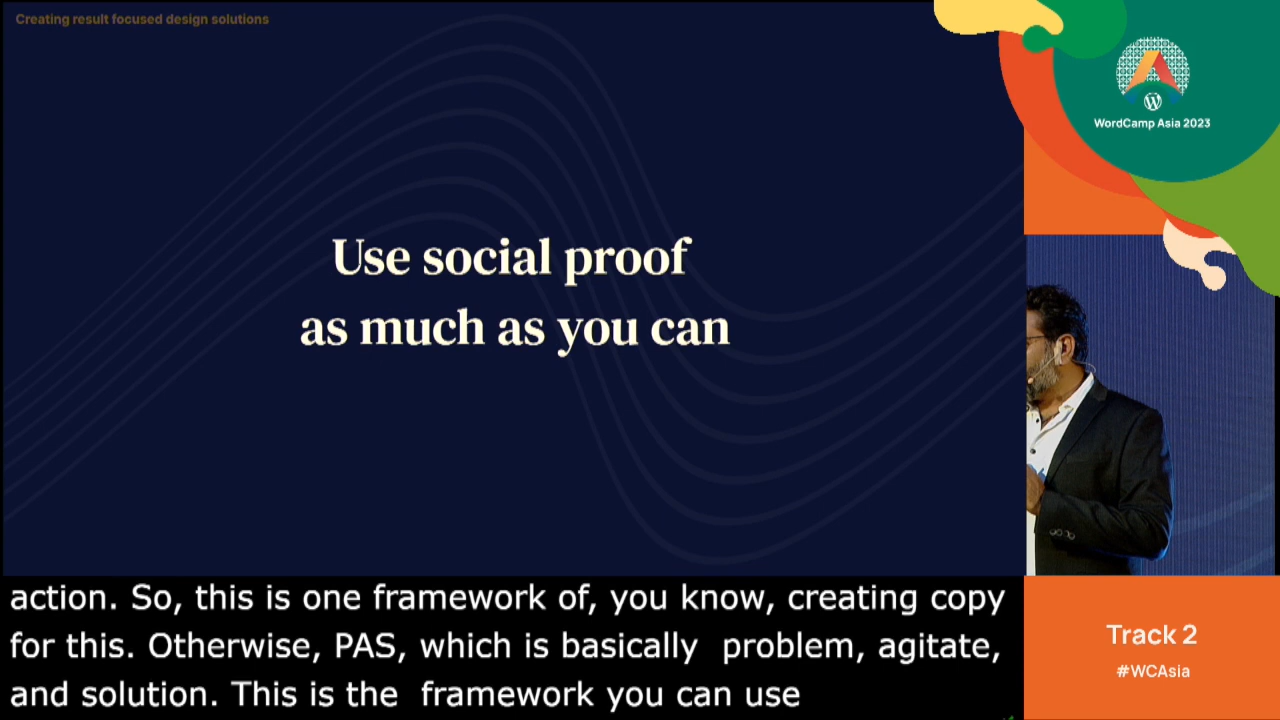 Creating result focused design solutions
WordCamp Asia 2023
Use social proof
as much as you can
action. So, this is one framework of, you know, creating copy
for this. Otherwise, PAS, which is basically  problem, agitate,
and solution. This is the  framework you can use
Track 2
#WCAsia